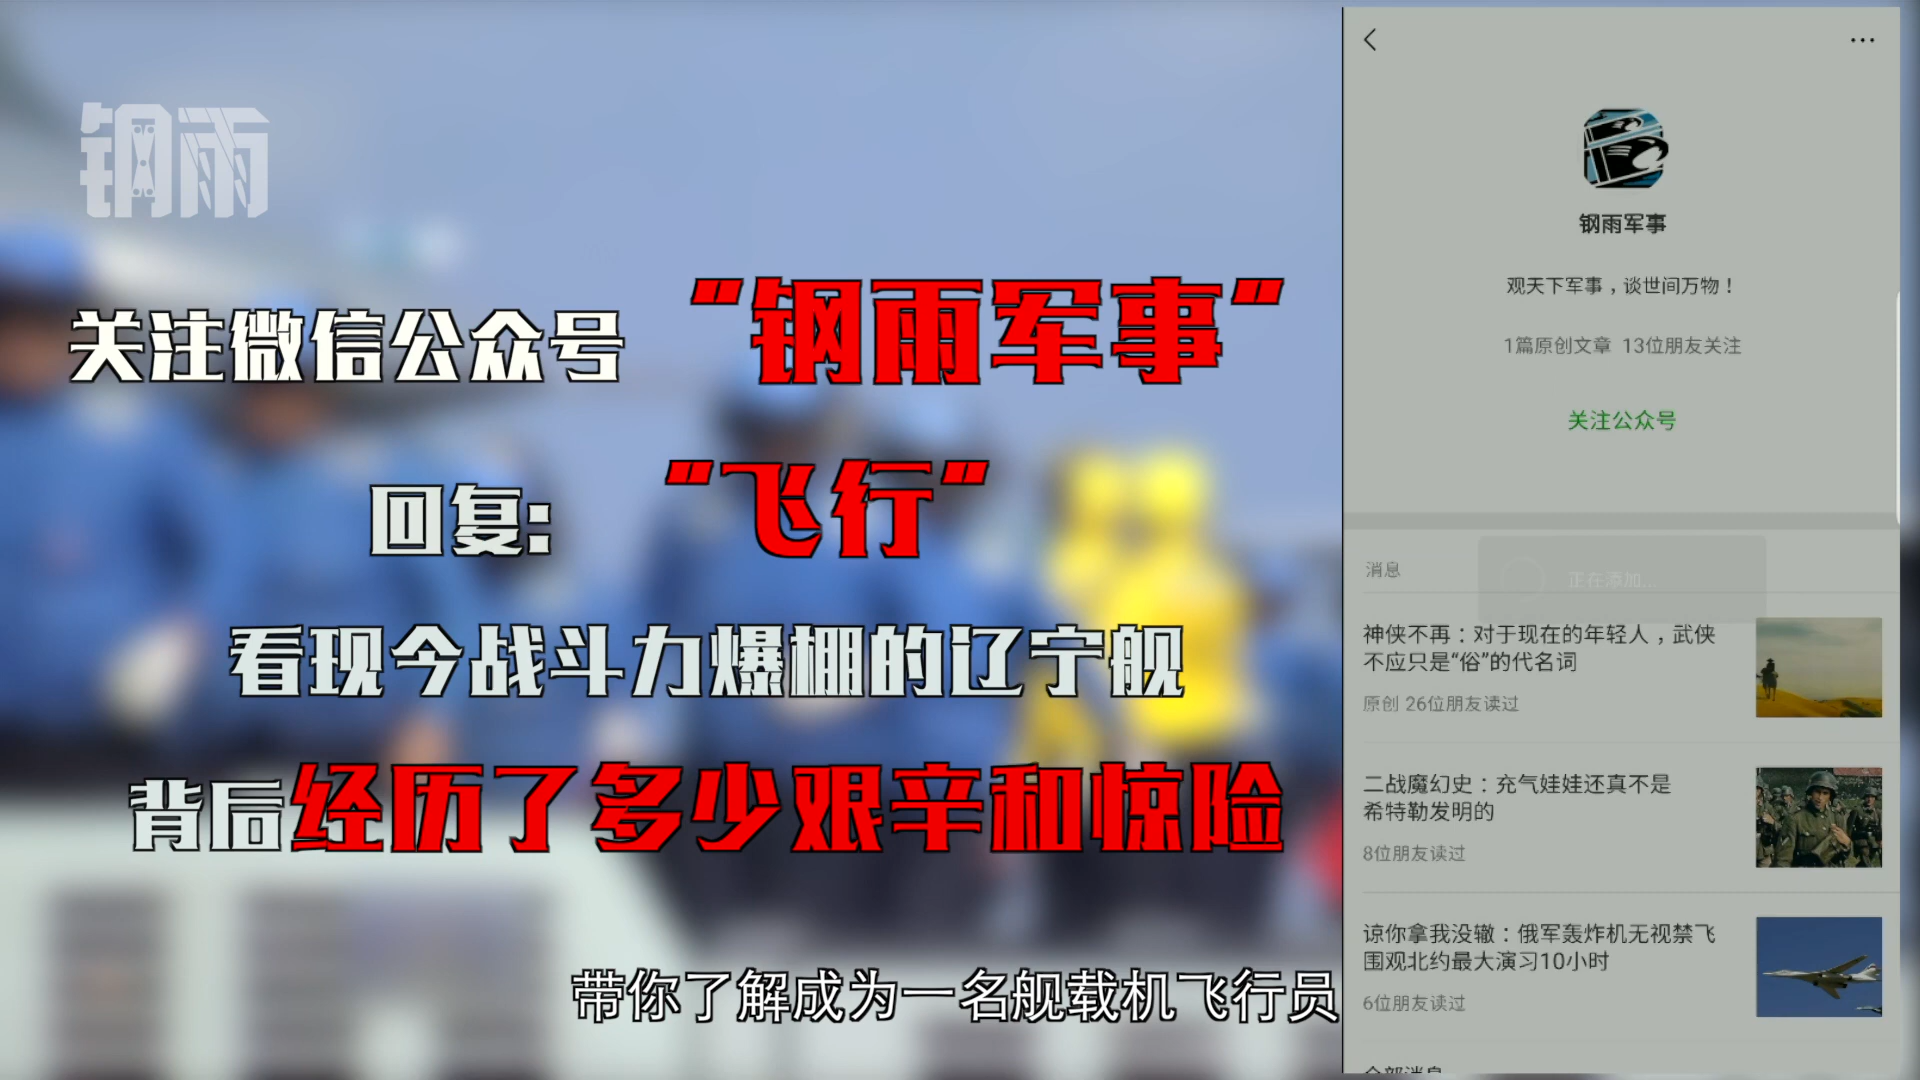 钢雨
关注微信公众号 “钢雨军事”
回复: “飞行”
看现今战斗力爆棚的辽宁舰
背后经历了多少艰辛和惊险
带你了解成为一名舰载机飞行员
钢雨军事
观天下军事，谈世间万物！
1篇原创文章 13位朋友关注
关注公众号
正在添加...
消息
神侠不再：对于现在的年轻人，武侠
不应只是“俗”的代名词
原创 26位朋友读过
二战魔幻史：充气娃娃还真不是
希特勒发明的
8位朋友读过
谅你拿我没辙：俄军轰炸机无视禁飞
围观北约最大演习10小时
6位朋友读过
全部消息